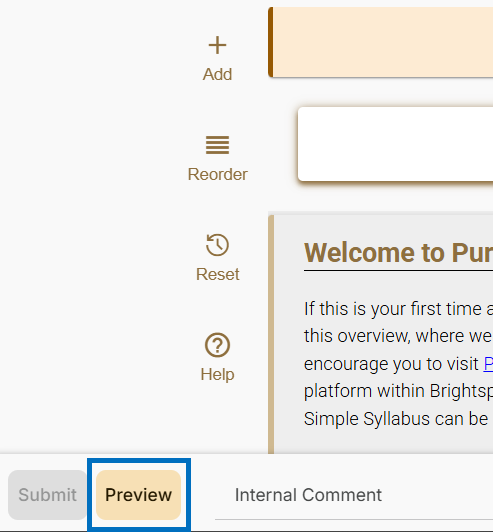 Add
Reorder
Reset
Help
Welcome to Pur
If this is your first time a
this overview, where we
encourage you to visit P
platform within Brightsp
Simple Syllabus can be
Submit
Preview
Internal Comment